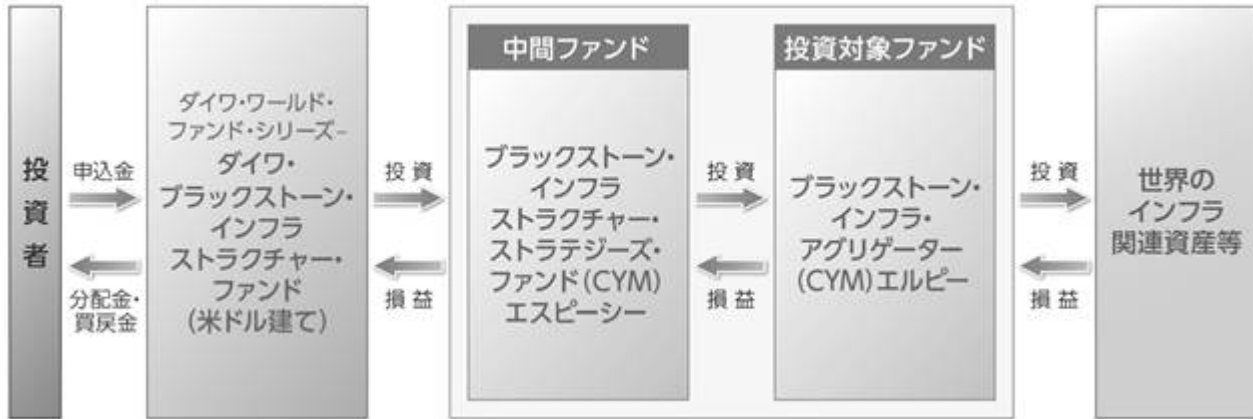 投資者
申込金
分配金・
買戻金
ダイワ・ワールド・
ファンド・シリーズ-
ダイワ・
ブラックストーン・
インフラ
ストラクチャー・
ファンド
(米ドル建て)
投資
損益
中間ファンド
ブラックストーン・
インフラ
ストラクチャー・
ストラテジーズ・
ファンド(CYM)
エスピーシー
投資
損益
投資対象ファンド
ブラックストーン・
インフラ・
アグリゲーター
(CYM)エルピー
投資
損益
世界の
インフラ
関連資産等